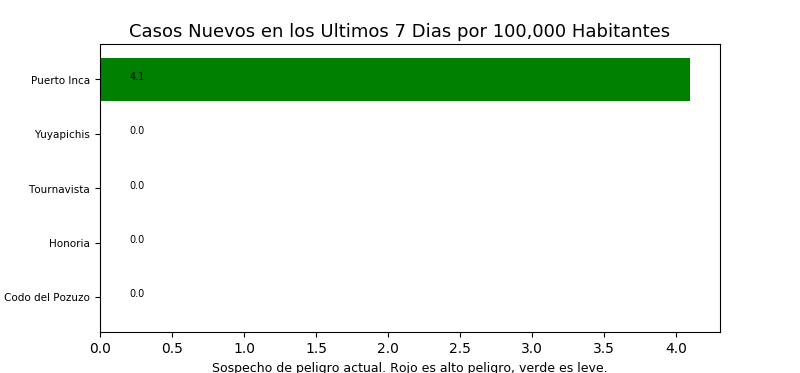 Casos Nuevos en los Ultimos 7 Dias por 100,000 Habitantes
Puerto Inca 4.1
Yuyapichis 0.0
Tournavista 0.0
Honoria 0.0
Codo del Pozuzo 0.0
0.0 0.5 1.0 1.5 2.0 2.5 3.0 3.5 4.0
Sospecho de peligro actual. Rojo es alto peligro, verde es leve.